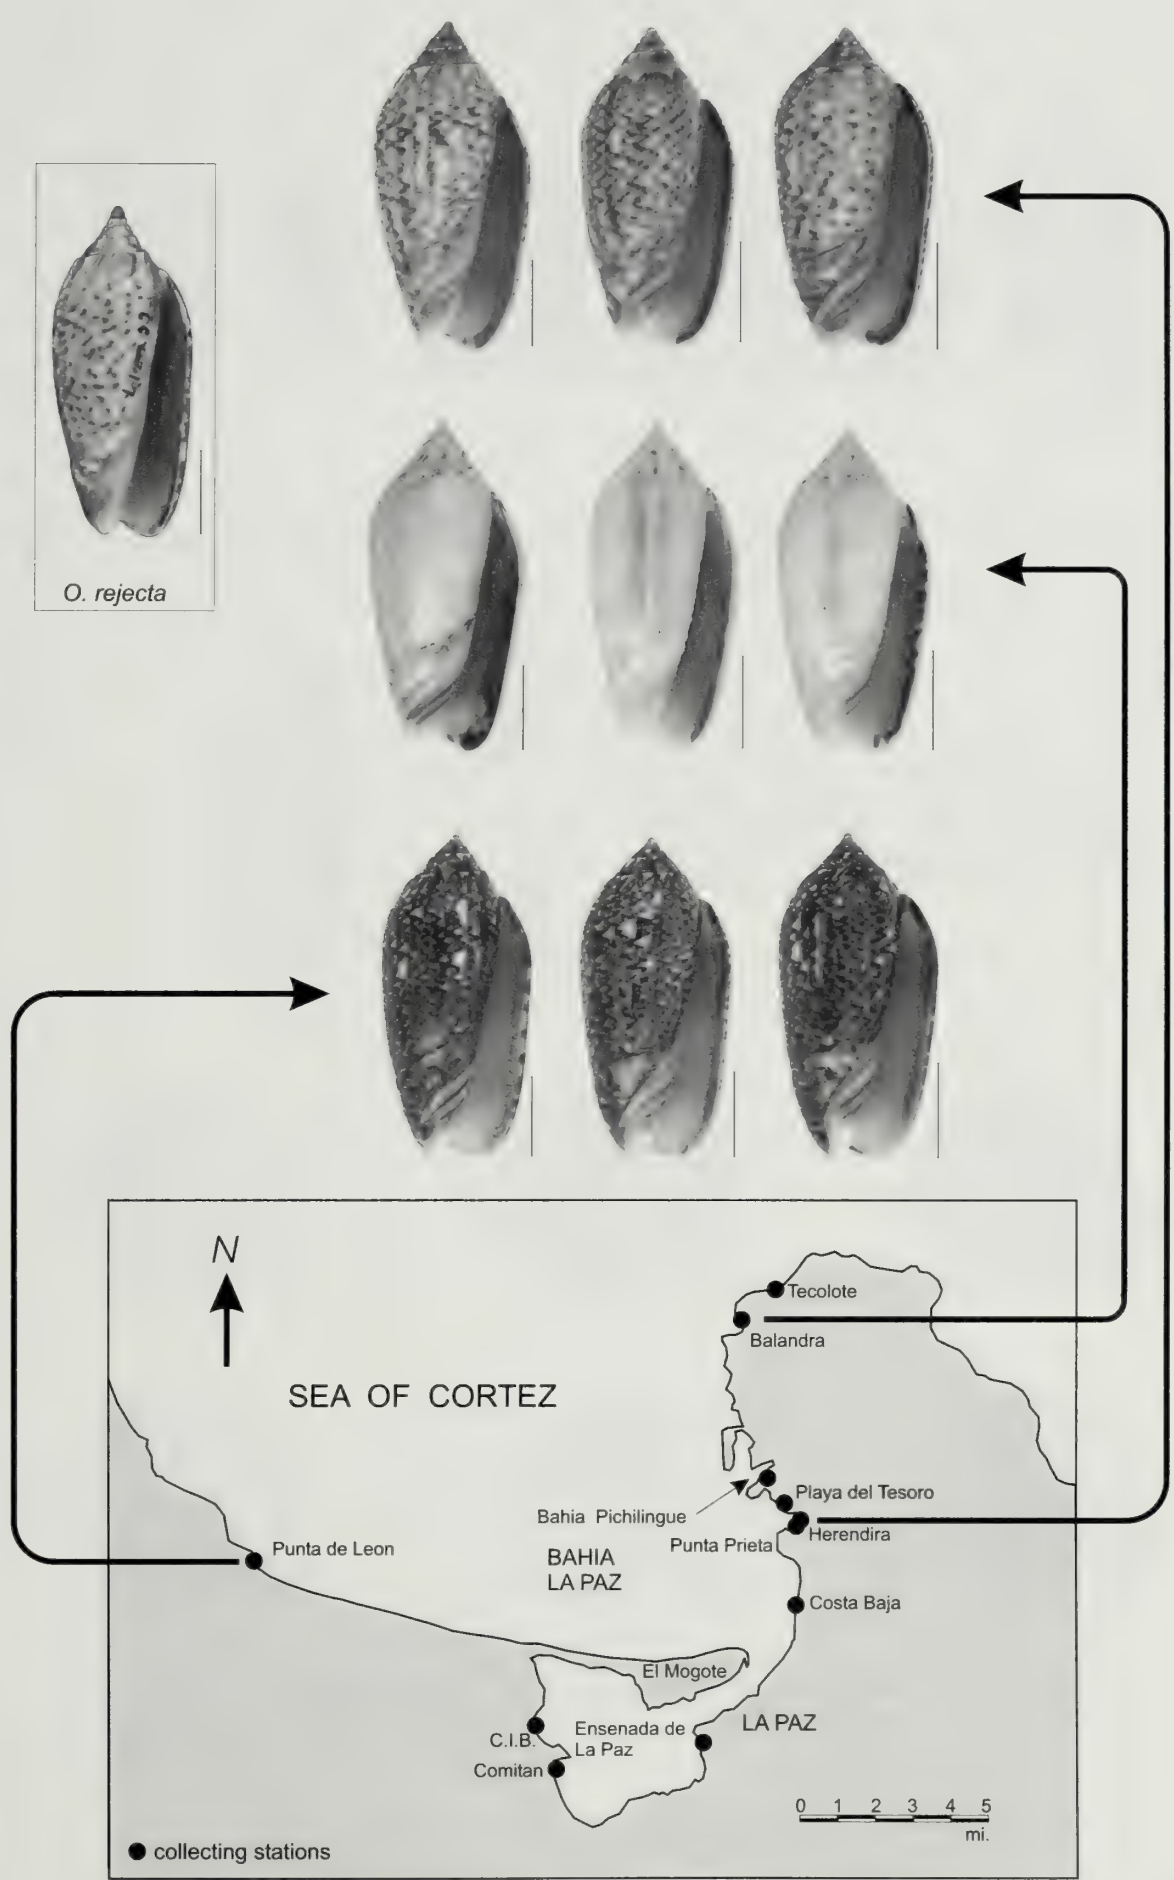 O. rejecta
N
Tecolote
Balandra
SEA OF CORTEZ
Playa del Tesoro
Bahia Pichilingue
Herendira
Punta Prieta
Punta de Leon
BAHIA
LA PAZ
Costa Baja
El Mogote
LA PAZ
Ensenada de
La Paz
C.I.B.
Comitan
0 1 2 3 4 5
mi.
collecting stations